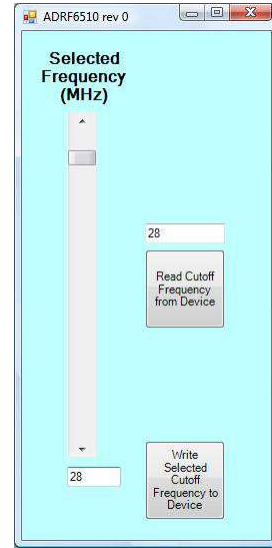 ADRF6510 rev 0
Selected
Frequency
(MHz)
28
Read Cutoff
Frequency
from Device
28
Write
Selected
Cutoff
Frequency to
Device